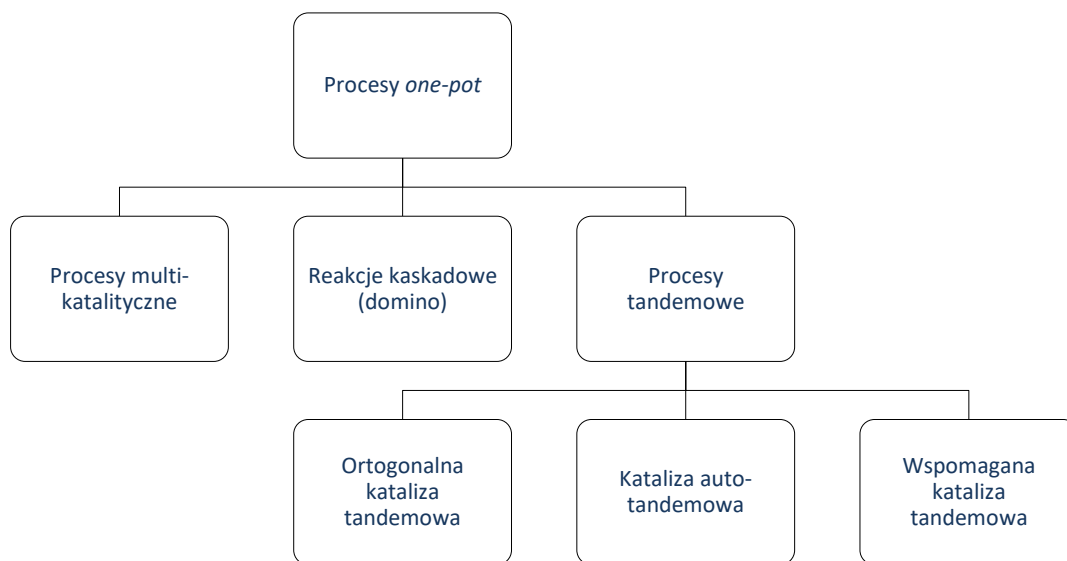 Procesy one-pot
Procesy multi-
katalityczne
Reakcje kaskadowe
(domino)
Procesy
tandemowe
Ortogonalna
kataliza
tandemowa
Kataliza auto-
tandemowa
Wspomagana
kataliza
tandemowa